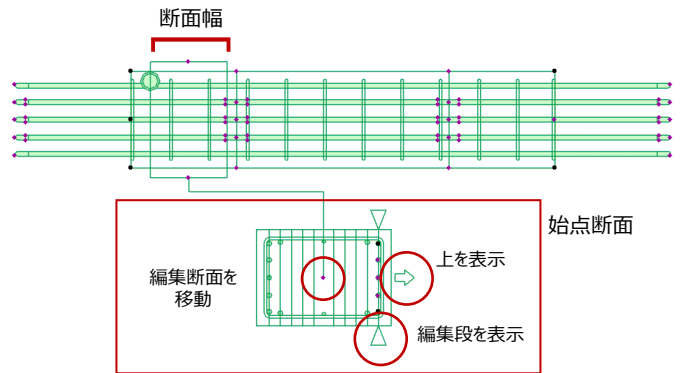 断面幅
始点断面
上を表示
編集断面を
移動
編集段を表示